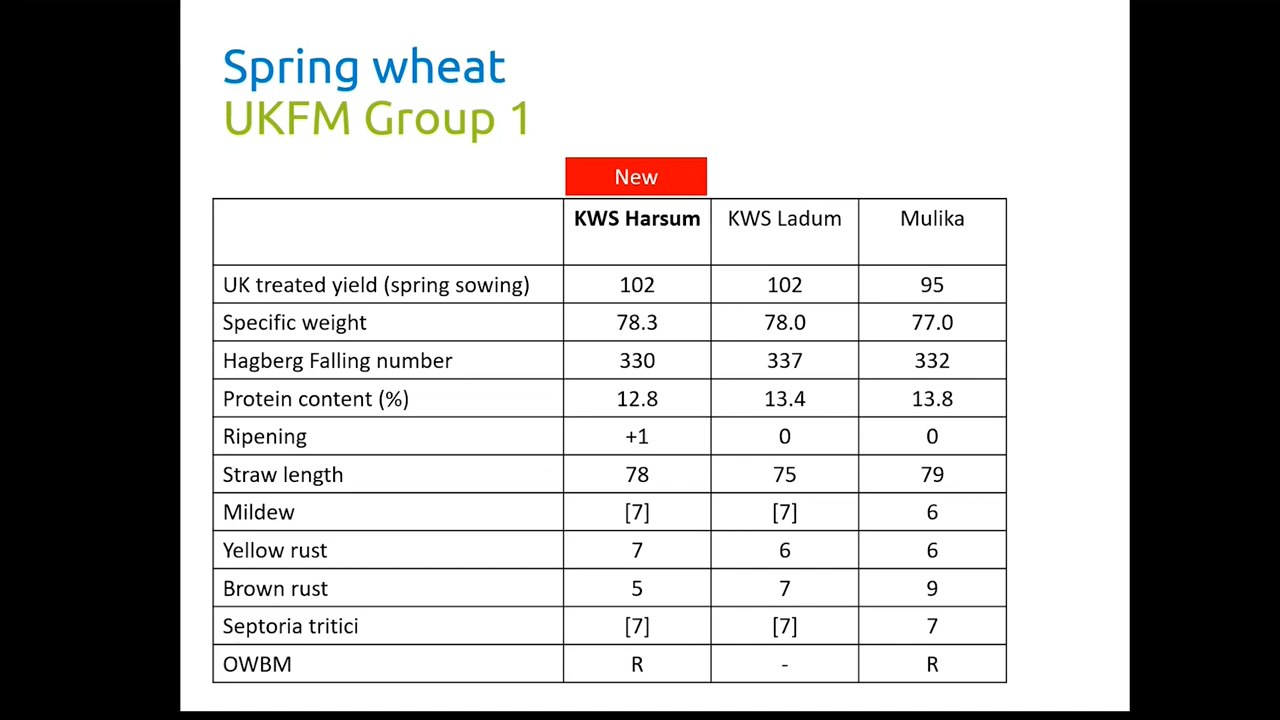 Spring wheat
UKFM Group 1
New
KWS Harsum KWS Ladum Mulika
UK treated yield (spring sowing) 102 102 95
Specific weight 78.3 78.0 77.0
Hagberg Falling number 330 337 332
Protein content (%) 12.8 13.4 13.8
Ripening +1 0 0
Straw length 78 75 79
Mildew [7] [7] 6
Yellow rust 7 6 6
Brown rust 5 7 9
Septoria tritici [7] [7] 7
OWBM R - R